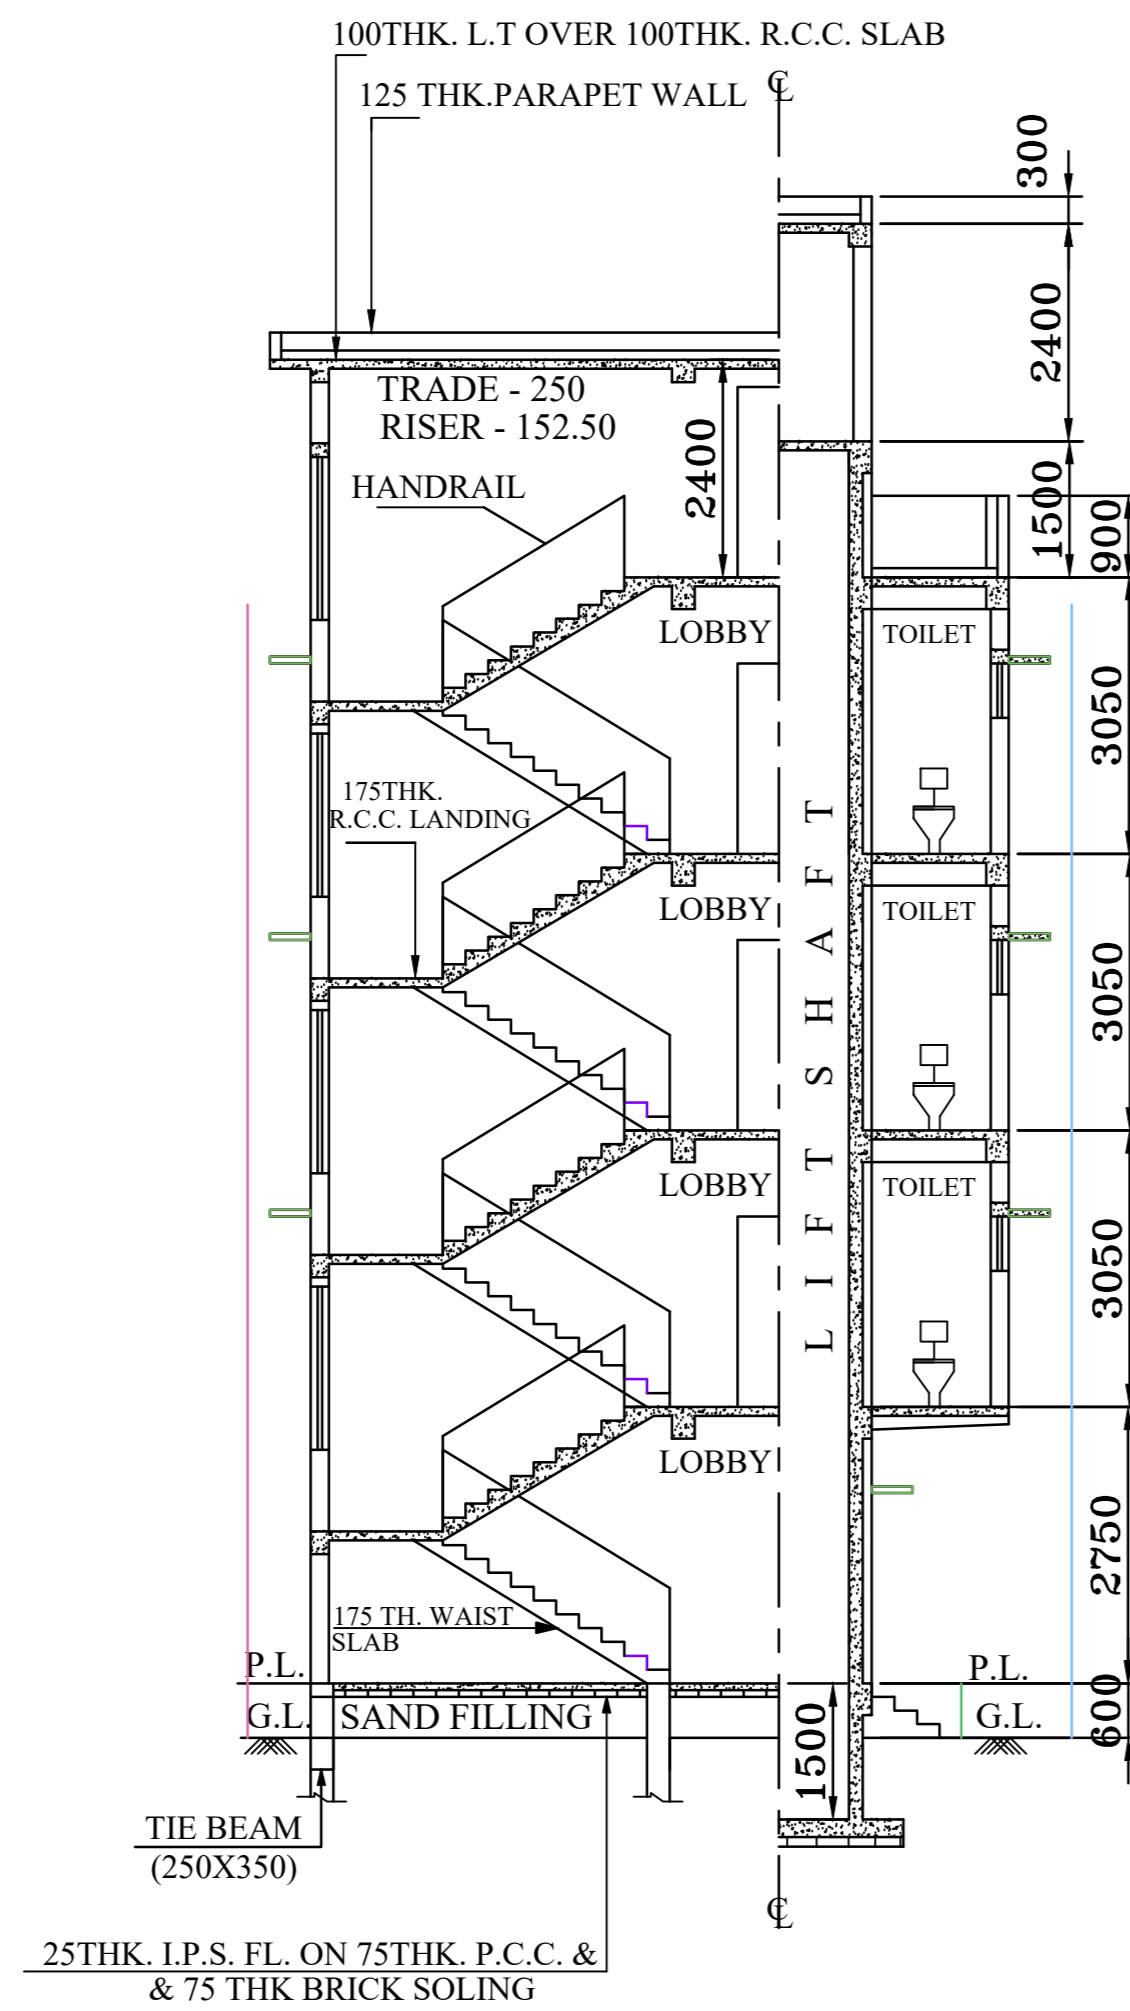 100THK. L.T OVER 100THK. R.C.C. SLAB
125 THK.PARAPET WALL
℄
300
2400
TRADE - 250
RISER - 152.50
2400
HANDRAIL
1500
900
LOBBY
TOILET
3050
175THK.
R.C.C. LANDING
LIFT SHAFT
LOBBY
TOILET
3050
LOBBY
TOILET
3050
LOBBY
2750
175 TH. WAIST
SLAB
P.L.
P.L.
G.L.
SAND FILLING
G.L.
600
1500
TIE BEAM
(250X350)
℄
25THK. I.P.S. FL. ON 75THK. P.C.C. &
& 75 THK BRICK SOLING